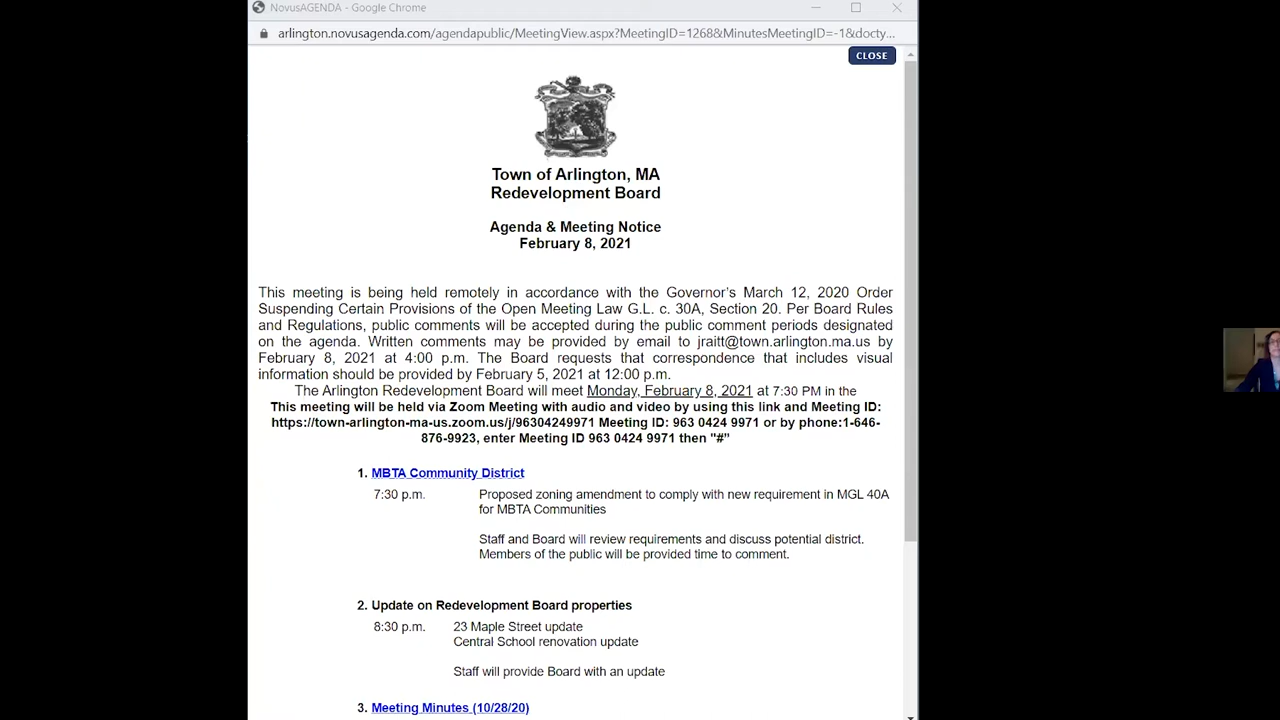 NovusAGENDA - Google Chrome
arlington.novusagenda.com/agendapublic/MeetingView.aspx?MeetingID=1268&MinutesMeetingID=-1&docty...
CLOSE
Town of Arlington, MA
Redevelopment Board
Agenda & Meeting Notice
February 8, 2021
This meeting is being held remotely in accordance with the Governor's March 12, 2020 Order
Suspending Certain Provisions of the Open Meeting Law G.L. c. 30A, Section 20. Per Board Rules
and Regulations, public comments will be accepted during the public comment periods designated
on the agenda. Written comments may be provided by email to jraitt@town.arlington.ma.us by
February 8, 2021 at 4:00 p.m. The Board requests that correspondence that includes visual
information should be provided by February 5, 2021 at 12:00 p.m.
The Arlington Redevelopment Board will meet Monday, February 8, 2021 at 7:30 PM in the
This meeting will be held via Zoom Meeting with audio and video by using this link and Meeting ID:
https://town-arlington-ma-us.zoom.us/j/96304249971 Meeting ID: 963 0424 9971 or by phone:1-646-
876-9923, enter Meeting ID 963 0424 9971 then "#"
1. MBTA Community District
7:30 p.m. Proposed zoning amendment to comply with new requirement in MGL 40A
for MBTA Communities
Staff and Board will review requirements and discuss potential district.
Members of the public will be provided time to comment.
2. Update on Redevelopment Board properties
8:30 p.m. 23 Maple Street update
Central School renovation update
Staff will provide Board with an update
3. Meeting Minutes (10/28/20)